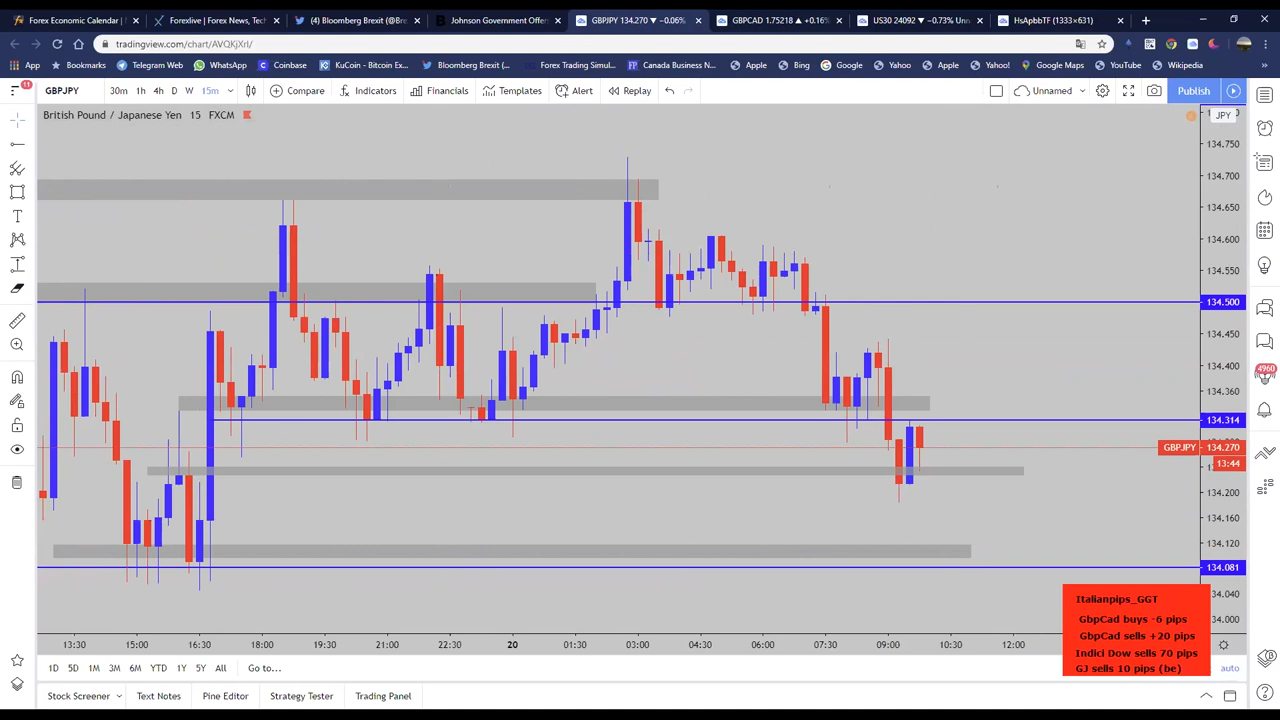 Forex Economic Calendar |
Forexlive | Forex News, Tech
(4) Bloomberg Brexit (@Bre
Johnson Government Offen
GBPJPY 134.270 ▼ −0.06%
GBPCAD 1.75218 ▲ +0.16%
US30 24092 ▼ −0.73% Unn
HsApbbTF (1333×631)
tradingview.com/chart/AVQKjXrI/
App
Bookmarks
Telegram Web
WhatsApp
Coinbase
KuCoin - Bitcoin Ex...
Bloomberg Brexit (...
Forex Trading Simu...
Canada Business N...
Apple
Bing
Google
Yahoo
Apple
Yahoo!
Google Maps
YouTube
Wikipedia
»
11
GBPJPY
30m 1h 4h D W 15m
Compare
Indicators
Financials
Templates
Alert
Replay
Unnamed
Publish
British Pound / Japanese Yen 15 FXCM
JPY
134.750
134.700
134.650
134.600
134.550
134.500
134.450
134.400
134.360
134.314
GBPJPY 134.270
13:44
134.200
134.160
134.120
134.081
134.040
134.000
4960
Italianpips_GGT
GbpCad buys -6 pips
GbpCad sells +20 pips
Indici Dow sells 70 pips
GJ sells 10 pips (be)
13:30 15:00 16:30 18:00 19:30 21:00 22:30 20 01:30 03:00 04:30 06:00 07:30 09:00 10:30 12:00
1D 5D 1M 3M 6M YTD 1Y 5Y All Go to...
auto
Stock Screener
Text Notes
Pine Editor
Strategy Tester
Trading Panel